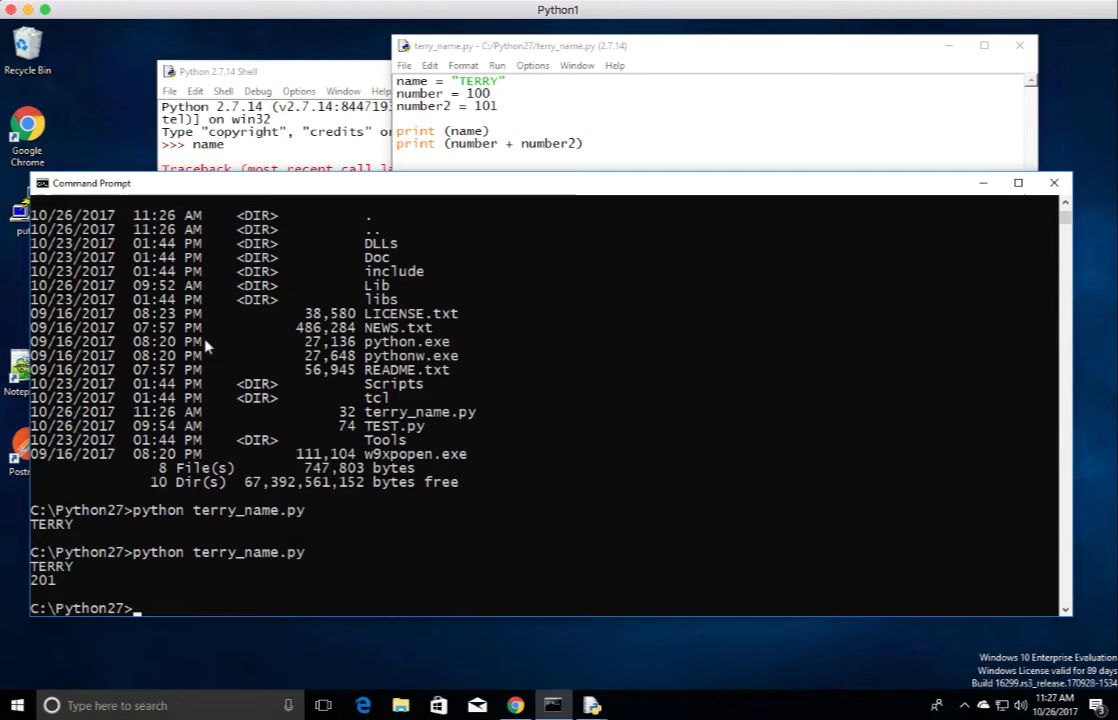 Python1
Recycle Bin
Google
Chrome
Python 2.7.14 Shell
File Edit Shell Debug Options Window Help
Python 2.7.14 (v2.7.14:8447193
tel)] on win32
Type "copyright", "credits" or
>>> name
Traceback (most recent call la
terry_name.py - C:/Python27/terry_name.py (2.7.14)
File Edit Format Run Options Window Help
name = "TERRY"
number = 100
number2 = 101
print (name)
print (number + number2)
Command Prompt
10/26/2017 11:26 AM <DIR> .
10/26/2017 11:26 AM <DIR> ..
10/23/2017 01:44 PM <DIR> DLLs
10/23/2017 01:44 PM <DIR> Doc
10/23/2017 01:44 PM <DIR> include
10/26/2017 09:52 AM <DIR> Lib
10/23/2017 01:44 PM <DIR> libs
09/16/2017 08:23 PM 38,580 LICENSE.txt
09/16/2017 07:57 PM 486,284 NEWS.txt
09/16/2017 08:20 PM 27,136 python.exe
09/16/2017 08:20 PM 27,648 pythonw.exe
09/16/2017 07:57 PM 56,945 README.txt
10/23/2017 01:44 PM <DIR> Scripts
10/23/2017 01:44 PM <DIR> tcl
10/26/2017 11:26 AM 32 terry_name.py
10/26/2017 09:54 AM 74 TEST.py
10/23/2017 01:44 PM <DIR> Tools
09/16/2017 08:20 PM 111,104 w9xpopen.exe
8 File(s) 747,803 bytes
10 Dir(s) 67,392,561,152 bytes free
C:\Python27>python terry_name.py
TERRY
C:\Python27>python terry_name.py
TERRY
201
C:\Python27>
pu
Notep
Postr
Windows 10 Enterprise Evaluation
Windows License valid for 89 days
Build 16299.rs3_release.170928-1534
Type here to search
11:27 AM
10/26/2017
3